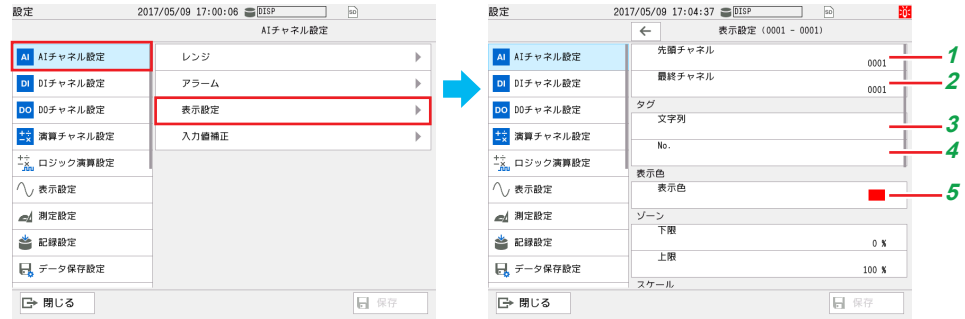 設定 2017/05/09 17:00:06 DISP SD
AIチャネル設定
AI AIチャネル設定
DI DIチャネル設定
DO DOチャネル設定
演算チャネル設定
ロジック演算設定
表示設定
測定設定
記録設定
データ保存設定
レンジ
アラーム
表示設定
入力値補正
閉じる
保存
設定 2017/05/09 17:04:37 DISP SD
表示設定 (0001 - 0001)
AI AIチャネル設定
DI DIチャネル設定
DO DOチャネル設定
演算チャネル設定
ロジック演算設定
表示設定
測定設定
記録設定
データ保存設定
先頭チャネル
0001
最終チャネル
0001
タグ
文字列
No.
表示色
表示色
ゾーン
下限
0 %
上限
100 %
スケール
閉じる
保存
1
2
3
4
5